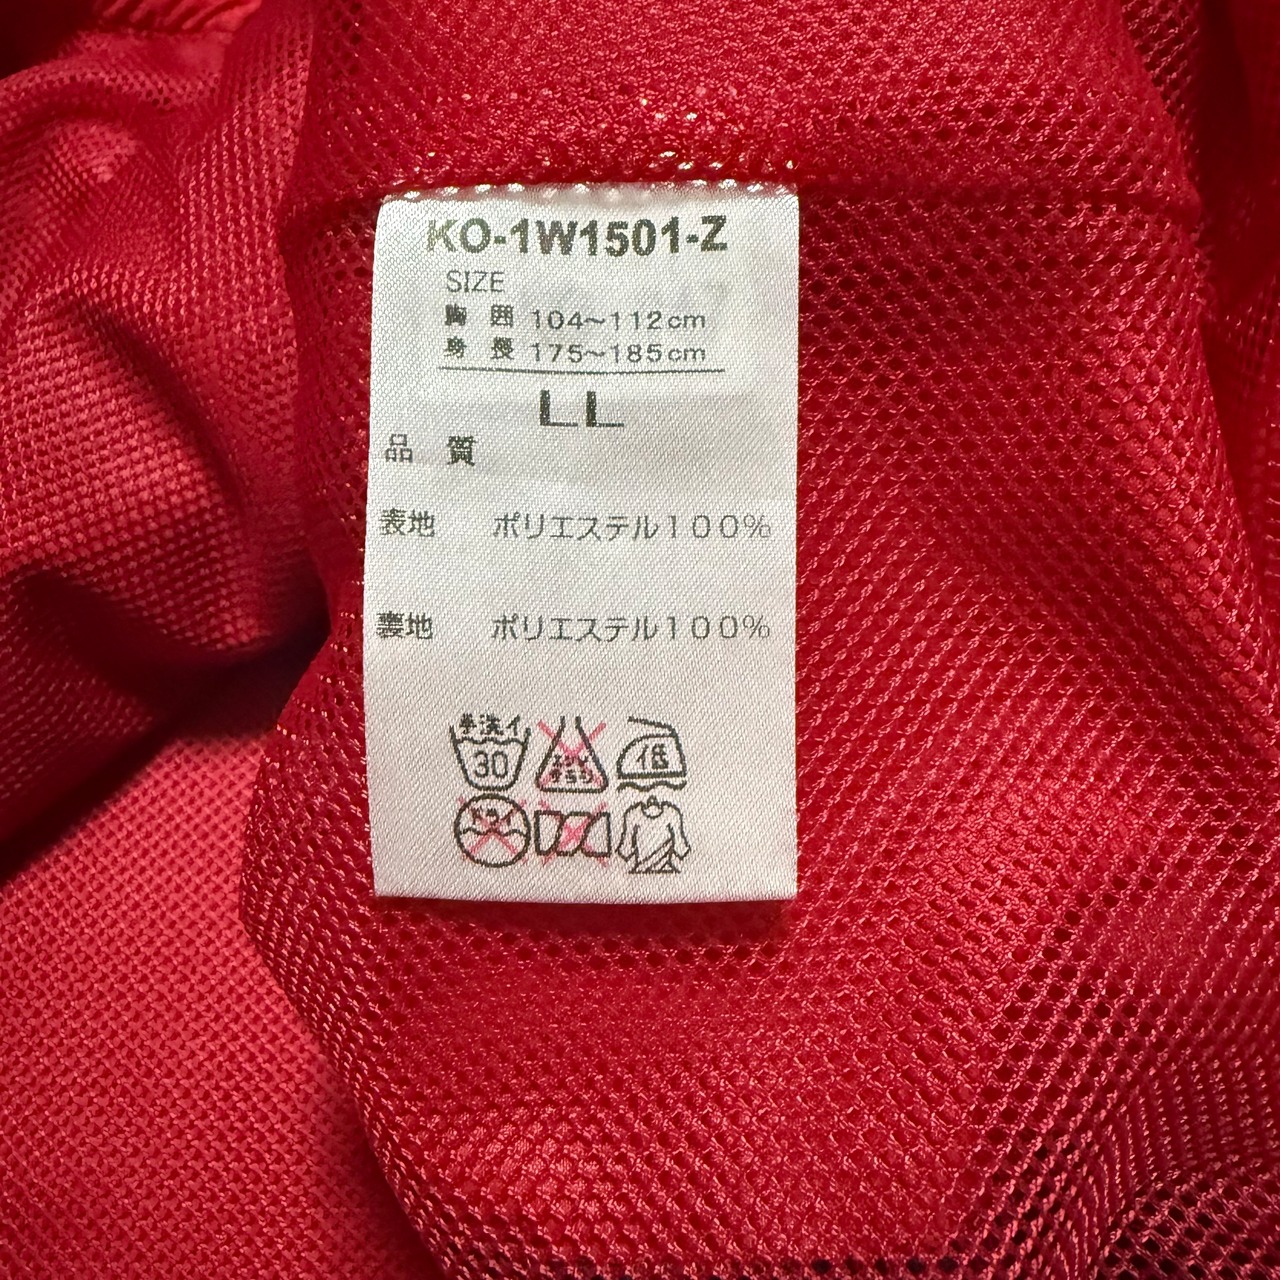 KO-1W1501-Z
SIZE
胸 囲 104~112cm
身 長 175~185cm
LL
品 質
表地 ポリエステル100%
裏地 ポリエステル100%
手洗イ
30
低